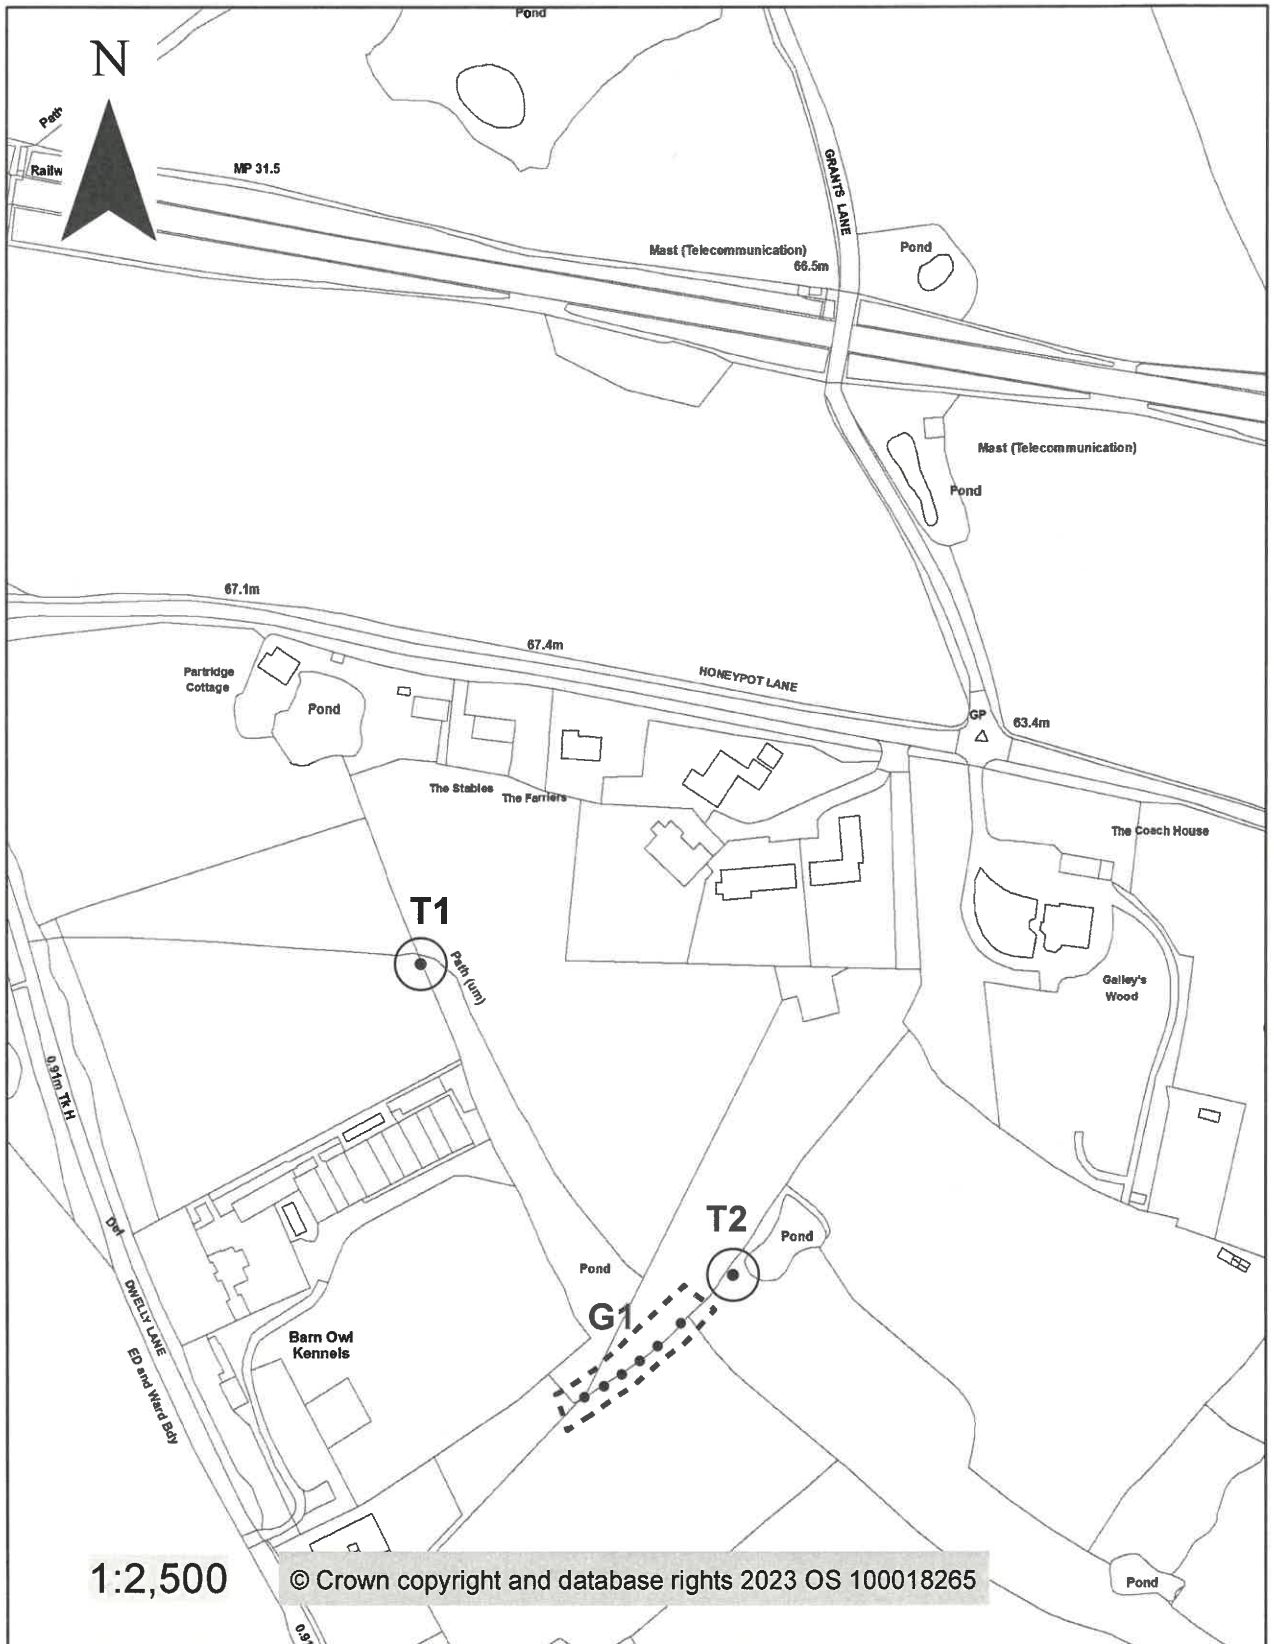 Pond
N
Path
Railw
MP 31.5
GRANTS LANE
Mast (Telecommunication)
66.5m
Pond
Mast (Telecommunication)
Pond
67.1m
67.4m
HONEYPOT LANE
Partridge
Cottage
Pond
GP
63.4m
The Stables
The Farriers
The Coach House
T1
Path (um)
Galley's
Wood
0.91m Tk H
Def
T2
Pond
Pond
G1
DWELLY LANE
ED and Ward Bdy
Barn Owl
Kennels
1:2,500
© Crown copyright and database rights 2023 OS 100018265
Pond